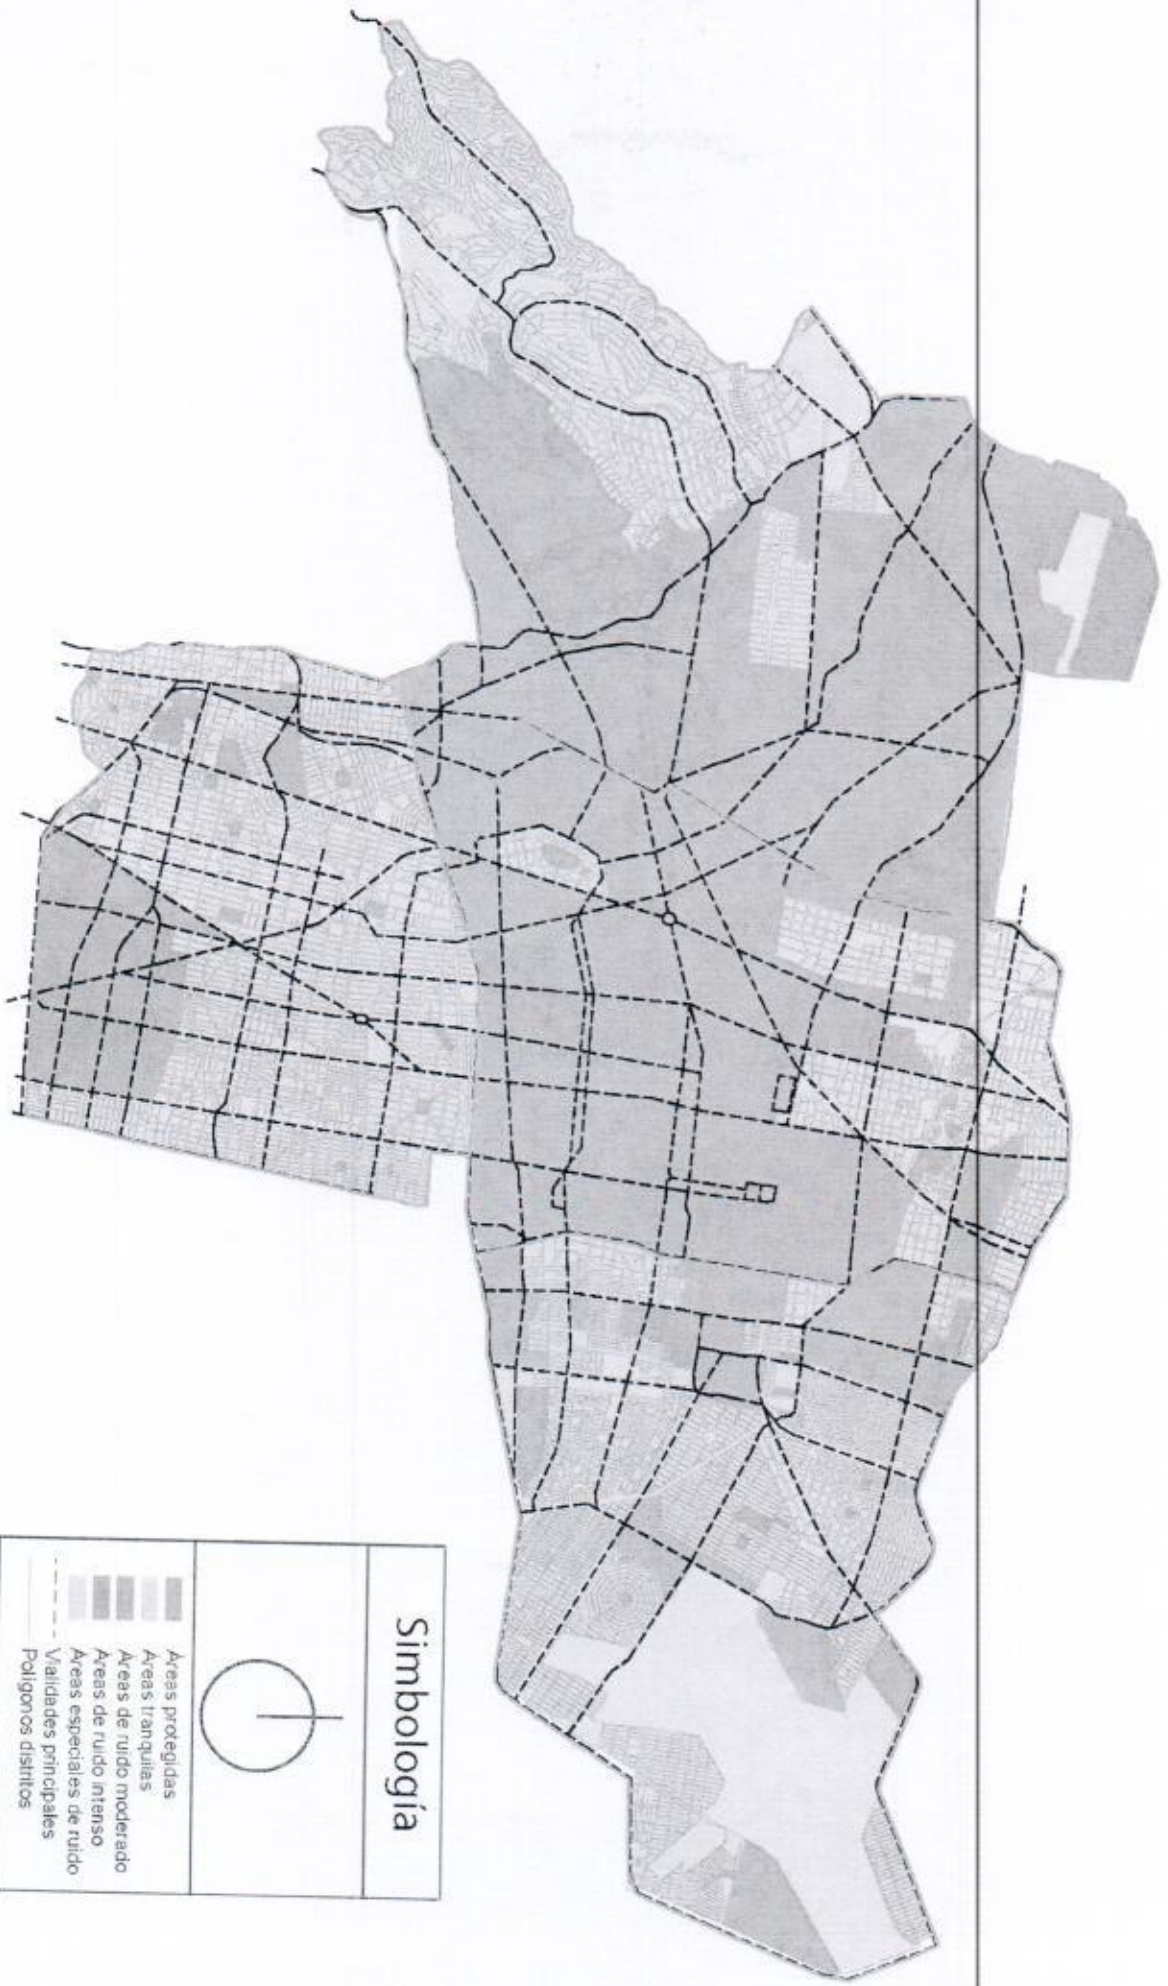 Simbología
Áreas protegidas
Áreas tranquilas
Áreas de ruido moderado
Áreas de ruido intenso
Áreas especiales de ruido
Vialidades principales
Polígonos distritos